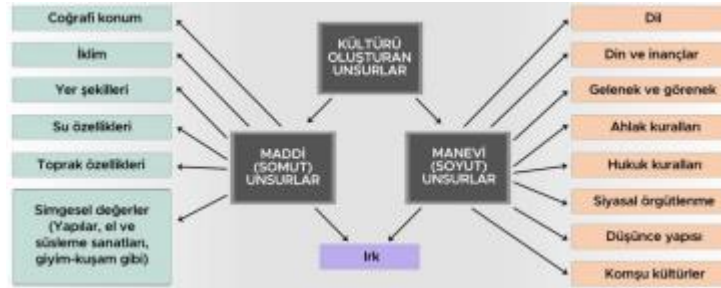 KÜLTÜRÜ
OLUŞTURAN
UNSURLAR
MADDİ
(SOMUT)
UNSURLAR
MANEVİ
(SOYUT)
UNSURLAR
Coğrafi konum
İklim
Yer şekilleri
Su özellikleri
Toprak özellikleri
Simgesel değerler
(Yapılar, el ve
süsleme sanatları,
giyim-kuşam gibi)
Irk
Dil
Din ve inançlar
Gelenek ve görenek
Ahlak kuralları
Hukuk kuralları
Siyasal örgütlenme
Düşünce yapısı
Komşu kültürler